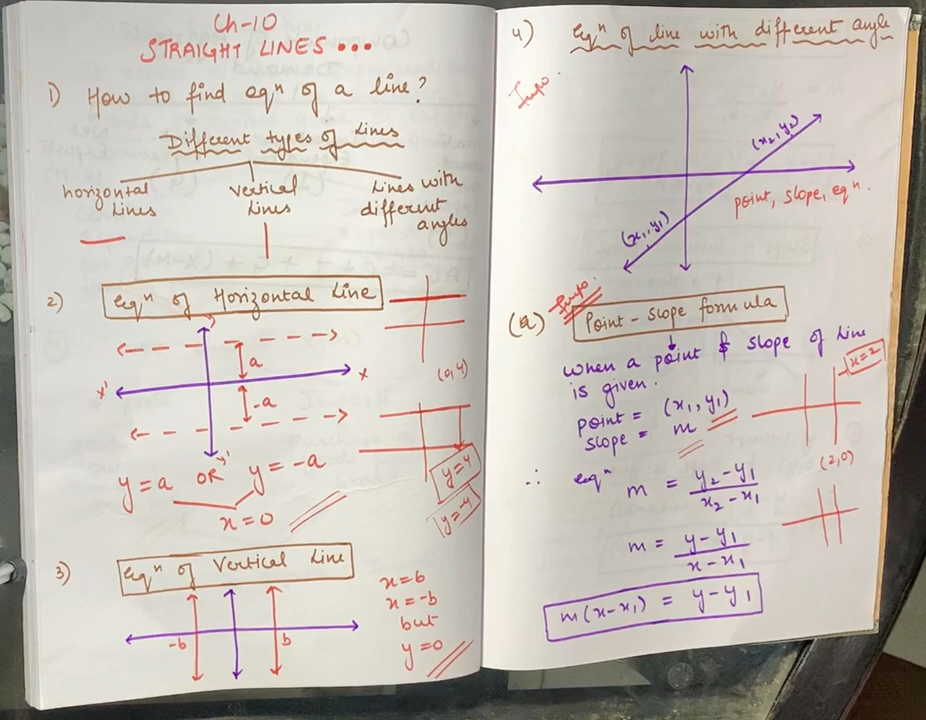 Ch-10
STRAIGHT LINES...
1) How to find eqⁿ of a line?
Different types of Lines
horizontal Lines
vertical Lines
Lines with different angles
2) eqⁿ of Horizontal Line
a
x' x
-a
y'
y=a OR y=-a
x=0
(0,4)
y=4
y=-4
3) eqⁿ of Vertical Line
-b b
x=b
x=-b
but
y=0
4) eqⁿ of line with different angle
Info.
(x₂,y₂)
(x₁,y₁)
point, slope, eqⁿ.
Info.
(a) Point-slope formula
when a point & slope of Line
is given.
point = (x₁,y₁)
slope = m
x=2
(2,0)
∴ eqⁿ m = y₂-y₁/x₂-x₁
m = y-y₁/x-x₁
m(x-x₁) = y-y₁